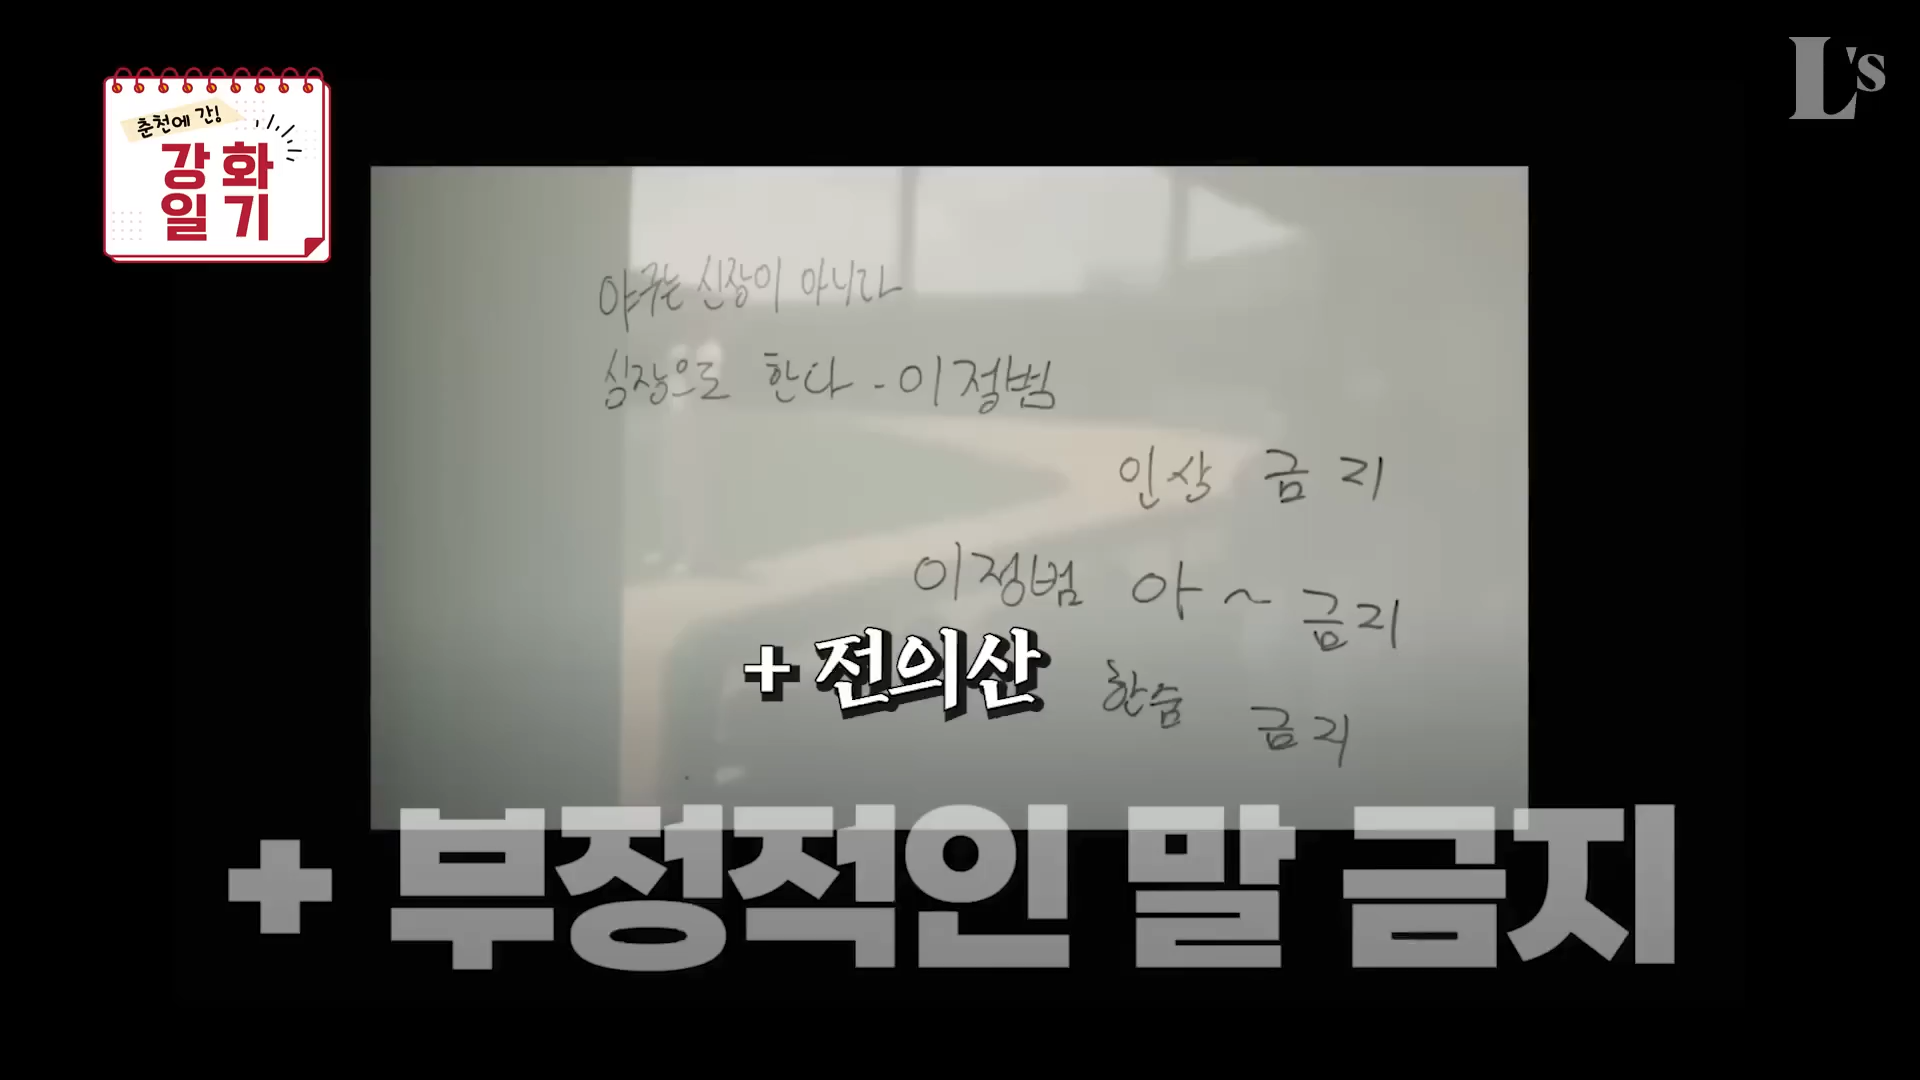 춘천에 간!
강화
일기
L's
야구는 신장이 아니라
심장으로 한다 - 이정범
인상 금지
이정범 아~ 금지
+ 전의산
한숨 금지
+ 부정적인 말 금지